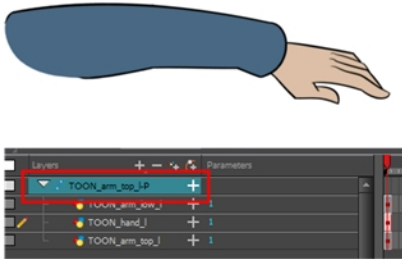 Layers Parameters
TOON_arm_top_l-P
TOON_arm_low_l 1
TOON_hand_l 1
TOON_arm_top_l 1